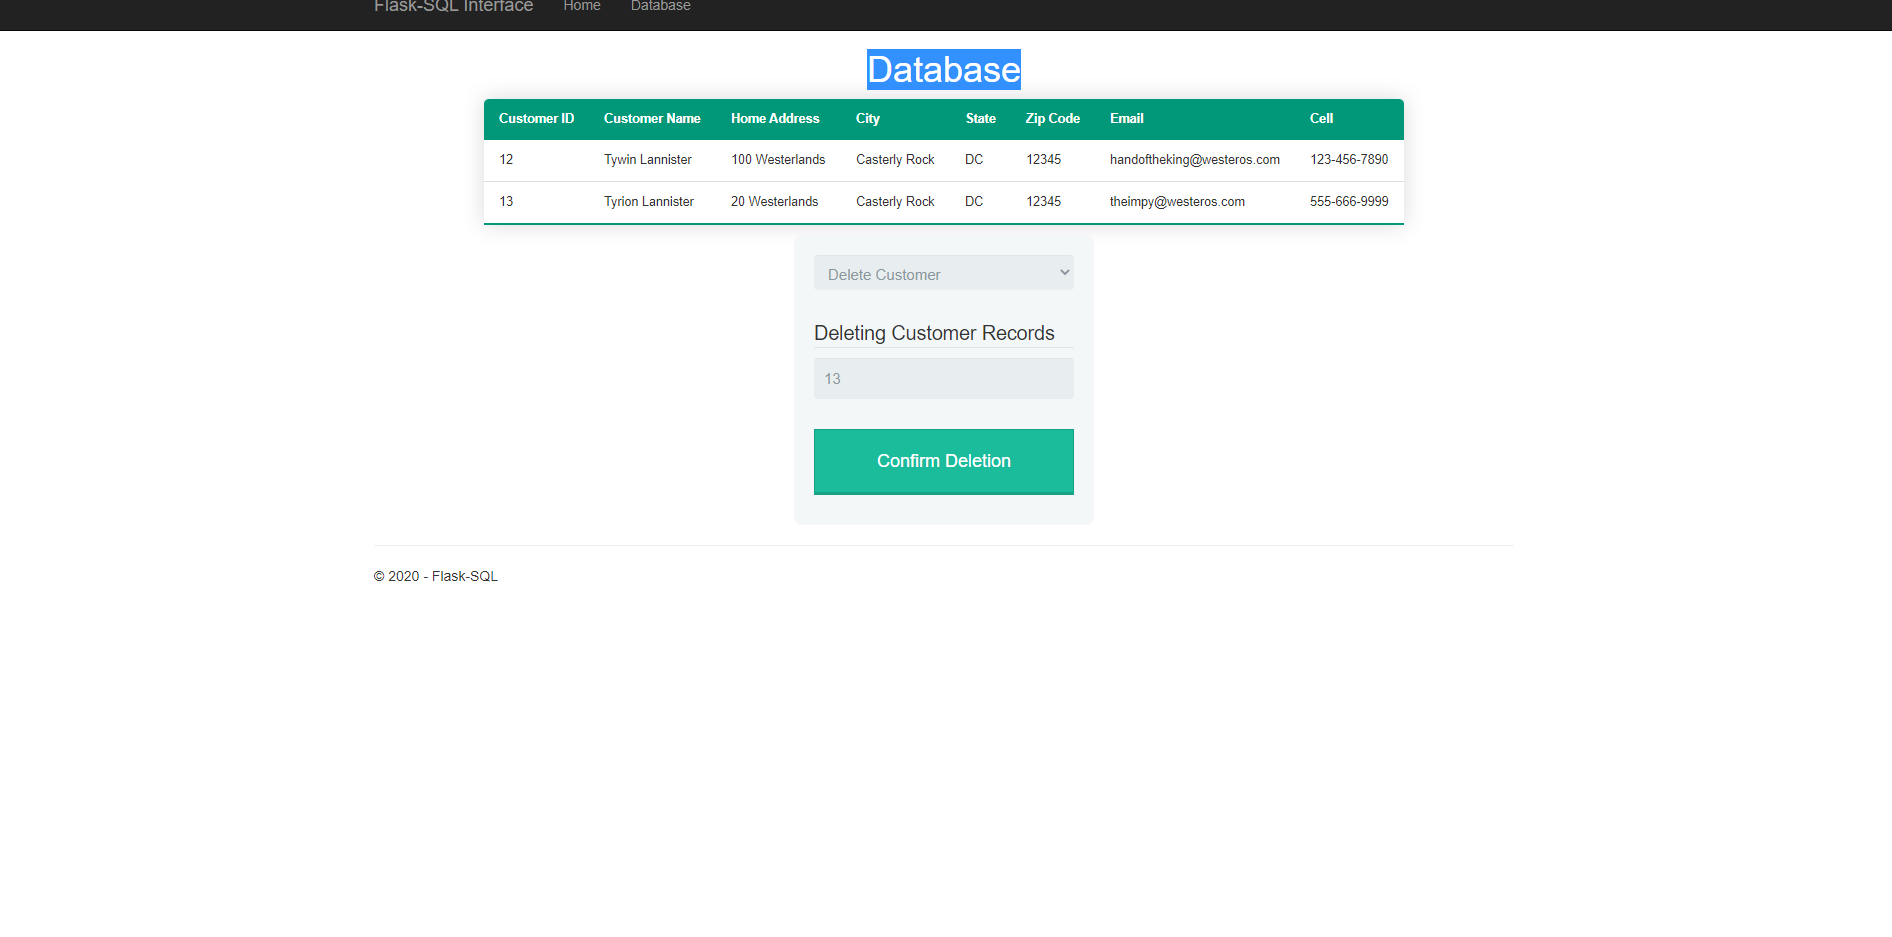 Flask-SQL Interface Home Database
Database
Customer ID Customer Name Home Address City State Zip Code Email Cell
12 Tywin Lannister 100 Westerlands Casterly Rock DC 12345 handoftheking@westeros.com 123-456-7890
13 Tyrion Lannister 20 Westerlands Casterly Rock DC 12345 theimpy@westeros.com 555-666-9999
Delete Customer
Deleting Customer Records
13
Confirm Deletion
© 2020 - Flask-SQL